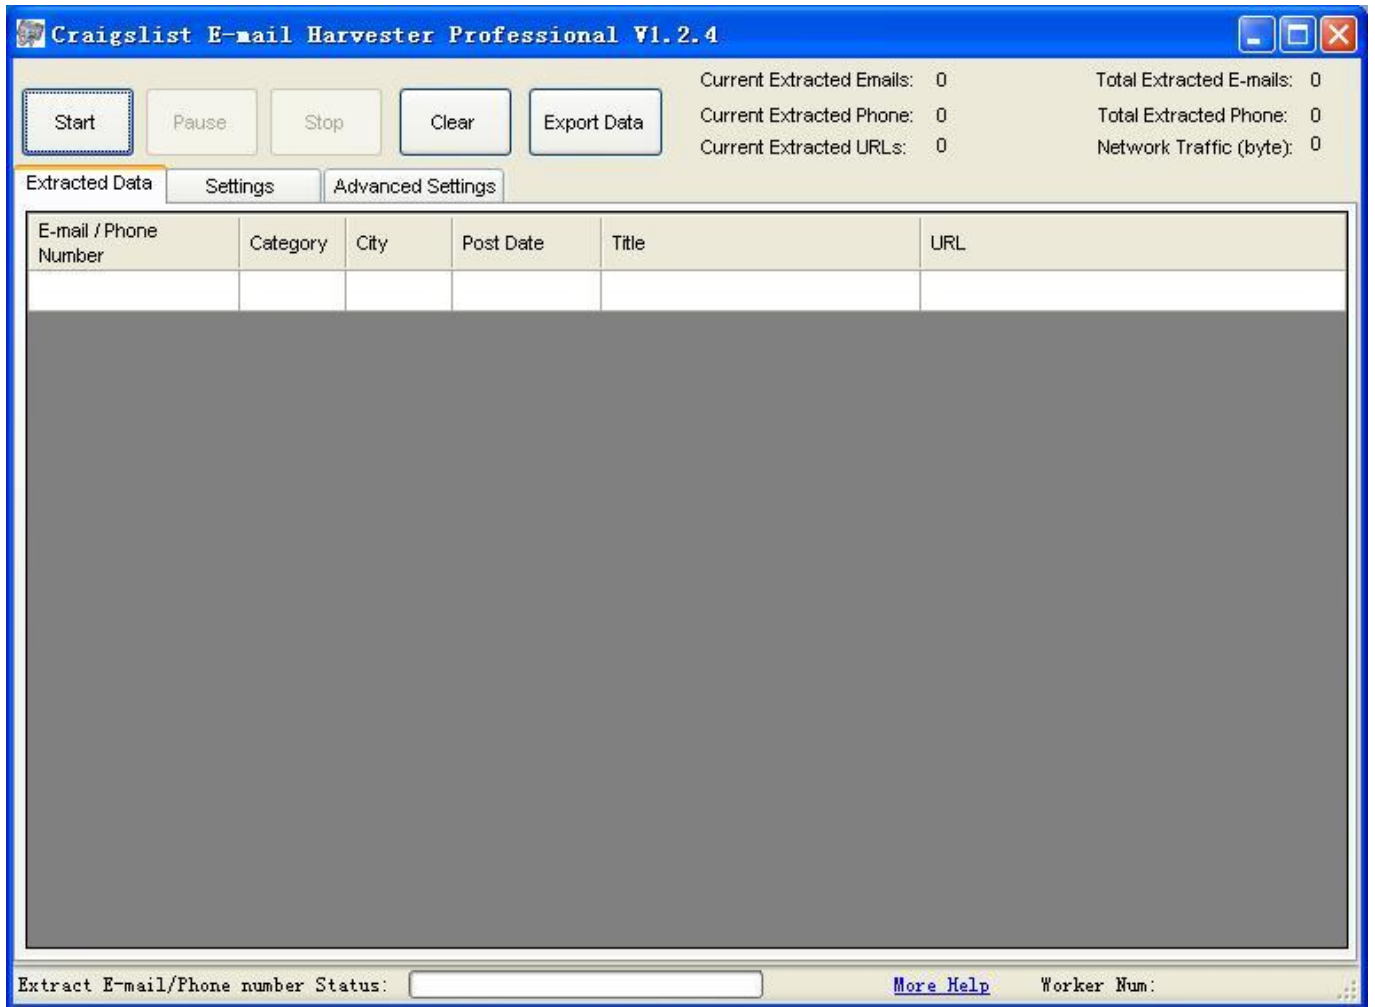 Craigslist E-mail Harvester Professional V1.2.4
Start
Pause
Stop
Clear
Export Data
Current Extracted Emails: 0
Total Extracted E-mails: 0
Current Extracted Phone: 0
Total Extracted Phone: 0
Current Extracted URLs: 0
Network Traffic (byte): 0
Extracted Data
Settings
Advanced Settings
E-mail / Phone
Number
Category
City
Post Date
Title
URL
Extract E-mail/Phone number Status:
More Help
Worker Num: